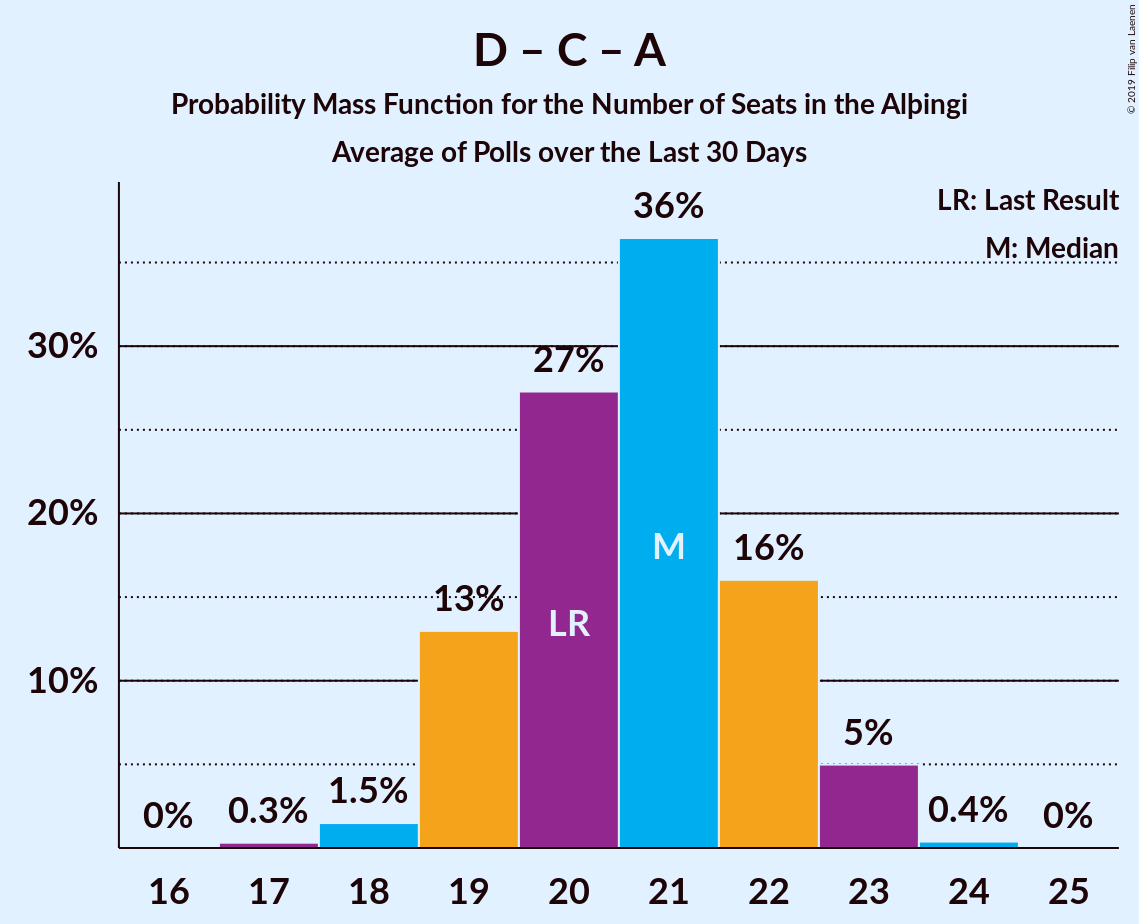 D – C – A
Probability Mass Function for the Number of Seats in the Alþingi
Average of Polls over the Last 30 Days
© 2019 Filip van Laenen
LR: Last Result
M: Median
36%
30%
27%
20%
16%
M
13%
LR
10%
5%
1.5%
0%
0.3%
0.4%
0%
16 17 18 19 20 21 22 23 24 25